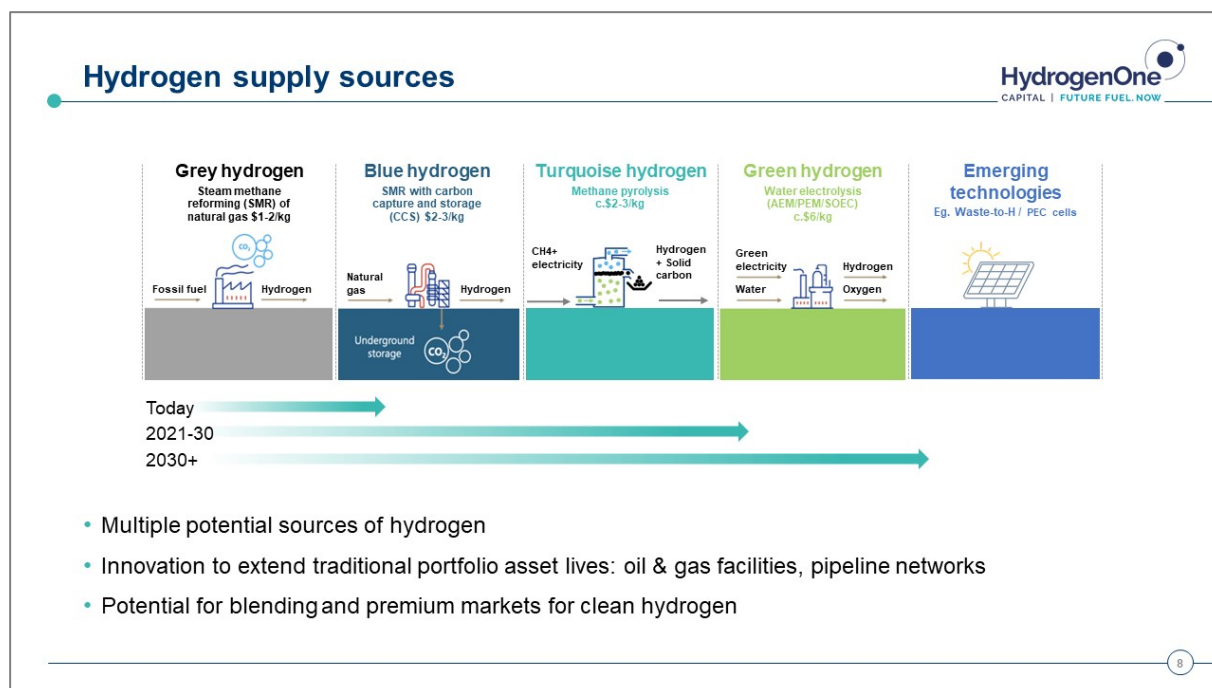 Hydrogen supply sources
HydrogenOne
CAPITAL | FUTURE FUEL.NOW
Grey hydrogen
Steam methane
reforming (SMR) of
natural gas $1-2/kg
CO₂
Fossil fuel
Hydrogen
Blue hydrogen
SMR with carbon
capture and storage
(CCS) $2-3/kg
Natural
gas
Hydrogen
Underground
storage
CO₂
Turquoise hydrogen
Methane pyrolysis
c.$2-3/kg
CH4+
electricity
Hydrogen
+ Solid
carbon
Green hydrogen
Water electrolysis
(AEM/PEM/SOEC)
c.$6/kg
Green
electricity
Water
Hydrogen
Oxygen
Emerging
technologies
Eg. Waste-to-H / PEC cells
Today
2021-30
2030+
• Multiple potential sources of hydrogen
• Innovation to extend traditional portfolio asset lives: oil & gas facilities, pipeline networks
• Potential for blending and premium markets for clean hydrogen
8